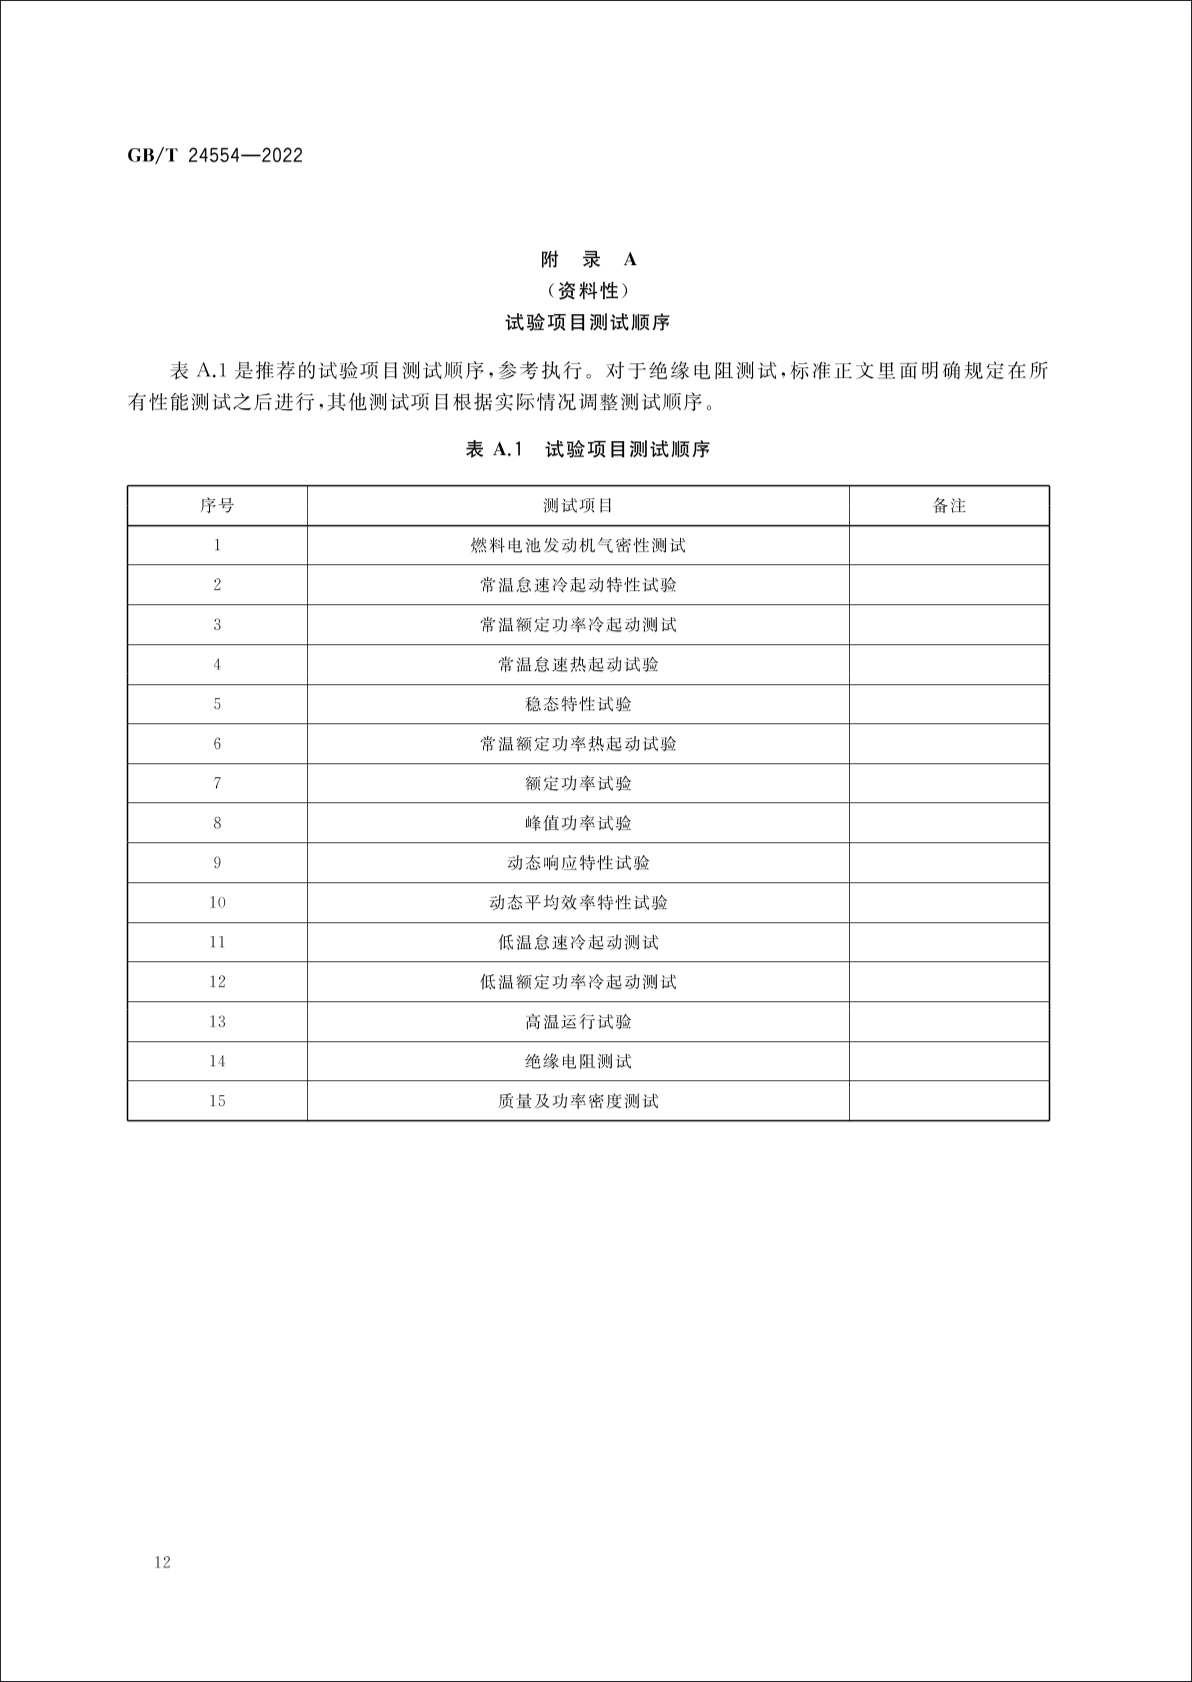 GB/T 24554—2022
附 录 A
（资料性）
试验项目测试顺序
表 A.1 是推荐的试验项目测试顺序,参考执行。对于绝缘电阻测试,标准正文里面明确规定在所
有性能测试之后进行,其他测试项目根据实际情况调整测试顺序。
表 A.1 试验项目测试顺序
序号 测试项目 备注
1 燃料电池发动机气密性测试
2 常温怠速冷起动特性试验
3 常温额定功率冷起动测试
4 常温怠速热起动试验
5 稳态特性试验
6 常温额定功率热起动试验
7 额定功率试验
8 峰值功率试验
9 动态响应特性试验
10 动态平均效率特性试验
11 低温怠速冷起动测试
12 低温额定功率冷起动测试
13 高温运行试验
14 绝缘电阻测试
15 质量及功率密度测试
12